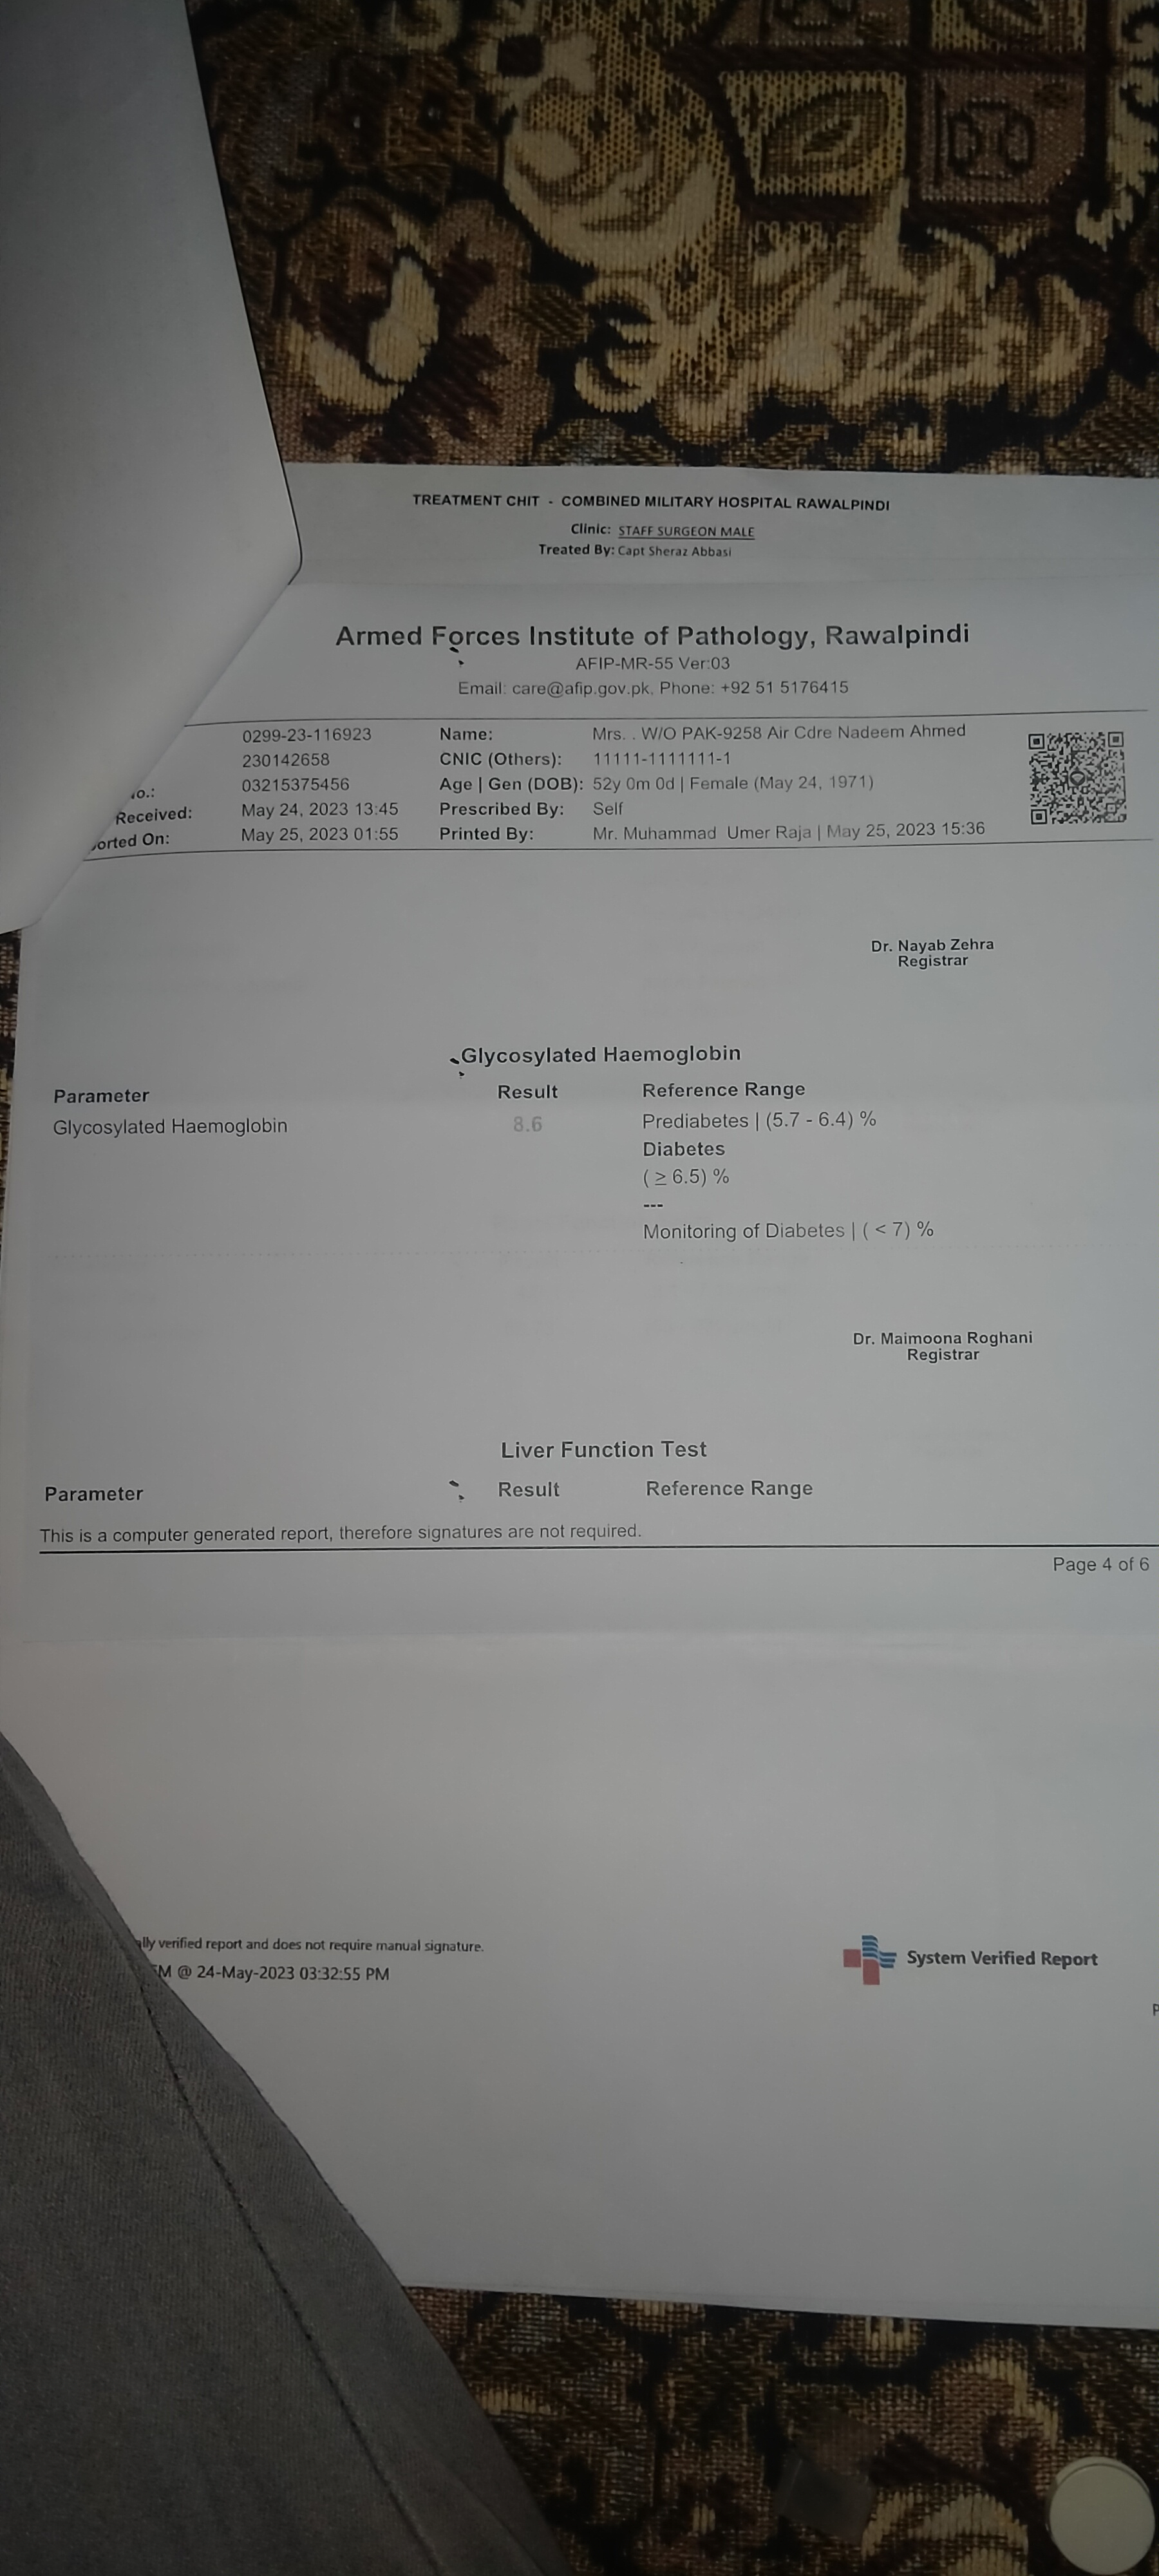 TREATMENT CHIT - COMBINED MILITARY HOSPITAL RAWALPINDI
Clinic: STAFF SURGEON MALE
Treated By: Capt Sheraz Abbasi
Armed Forces Institute of Pathology, Rawalpindi
AFIP-MR-55 Ver:03
Email: care@afip.gov.pk, Phone: +92 51 5176415
0299-23-116923 Name: Mrs. . W/O PAK-9258 Air Cdre Nadeem Ahmed
230142658 CNIC (Others): 11111-1111111-1
o.: 03215375456 Age | Gen (DOB): 52y 0m 0d | Female (May 24, 1971)
Received: May 24, 2023 13:45 Prescribed By: Self
orted On: May 25, 2023 01:55 Printed By: Mr. Muhammad Umer Raja | May 25, 2023 15:36
Dr. Nayab Zehra
Registrar
Glycosylated Haemoglobin
Parameter Result Reference Range
Glycosylated Haemoglobin 8.6 Prediabetes | (5.7 - 6.4) %
Diabetes
( ≥ 6.5) %
---
Monitoring of Diabetes | ( < 7) %
Dr. Maimoona Roghani
Registrar
Liver Function Test
Parameter Result Reference Range
This is a computer generated report, therefore signatures are not required.
Page 4 of 6
lly verified report and does not require manual signature.
M @ 24-May-2023 03:32:55 PM
System Verified Report
P